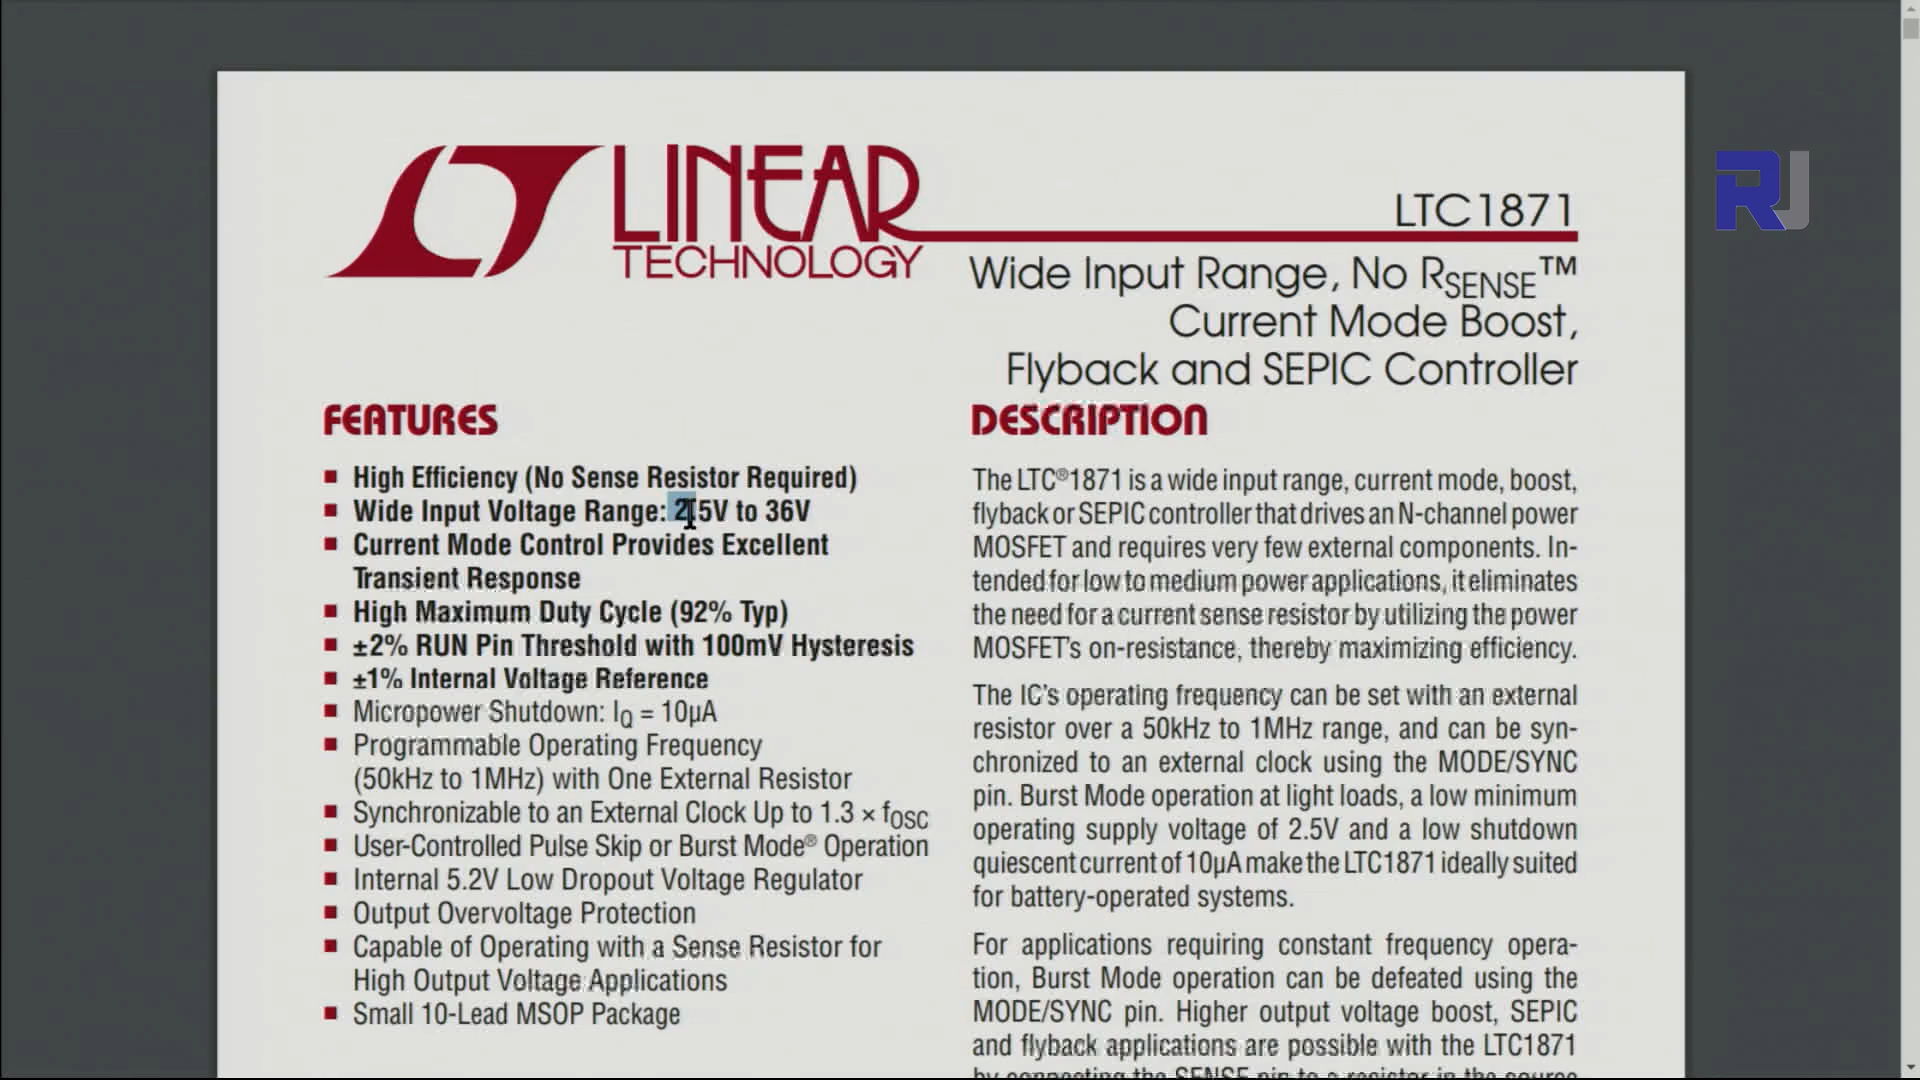 LINEAR
TECHNOLOGY
LTC1871
Wide Input Range, No RSENSE™
Current Mode Boost,
Flyback and SEPIC Controller
RJ
FEATURES
■ High Efficiency (No Sense Resistor Required)
■ Wide Input Voltage Range: 2.5V to 36V
■ Current Mode Control Provides Excellent
Transient Response
■ High Maximum Duty Cycle (92% Typ)
■ ±2% RUN Pin Threshold with 100mV Hysteresis
■ ±1% Internal Voltage Reference
■ Micropower Shutdown: IQ = 10µA
■ Programmable Operating Frequency
(50kHz to 1MHz) with One External Resistor
■ Synchronizable to an External Clock Up to 1.3 × fOSC
■ User-Controlled Pulse Skip or Burst Mode® Operation
■ Internal 5.2V Low Dropout Voltage Regulator
■ Output Overvoltage Protection
■ Capable of Operating with a Sense Resistor for
High Output Voltage Applications
■ Small 10-Lead MSOP Package
DESCRIPTION
The LTC®1871 is a wide input range, current mode, boost,
flyback or SEPIC controller that drives an N-channel power
MOSFET and requires very few external components. In-
tended for low to medium power applications, it eliminates
the need for a current sense resistor by utilizing the power
MOSFET's on-resistance, thereby maximizing efficiency.
The IC's operating frequency can be set with an external
resistor over a 50kHz to 1MHz range, and can be syn-
chronized to an external clock using the MODE/SYNC
pin. Burst Mode operation at light loads, a low minimum
operating supply voltage of 2.5V and a low shutdown
quiescent current of 10µA make the LTC1871 ideally suited
for battery-operated systems.
For applications requiring constant frequency opera-
tion, Burst Mode operation can be defeated using the
MODE/SYNC pin. Higher output voltage boost, SEPIC
and flyback applications are possible with the LTC1871
by connecting the SENSE pin to a resistor in the source